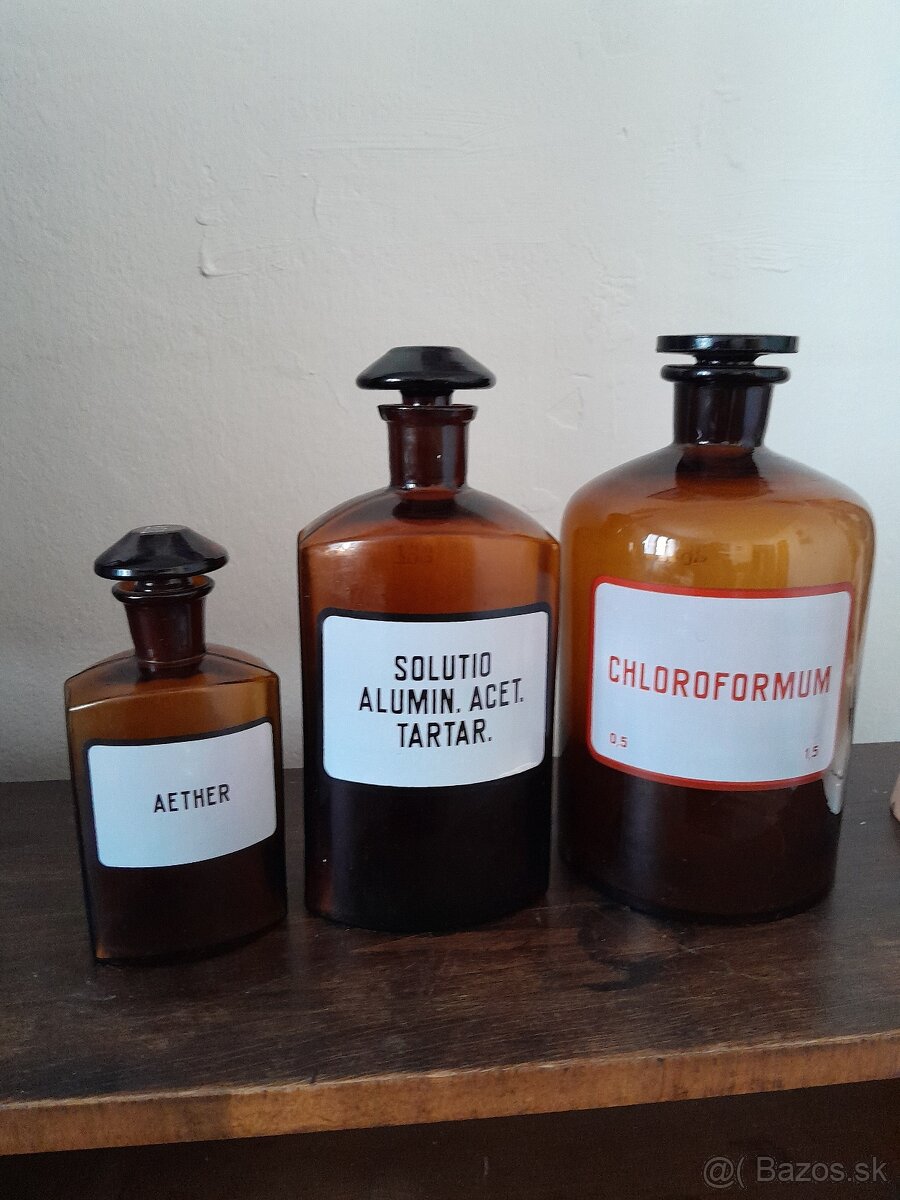 AETHER
SOLUTIO
ALUMIN. ACET.
TARTAR.
CHLOROFORMUM
0,5
1,5
@( Bazos.sk